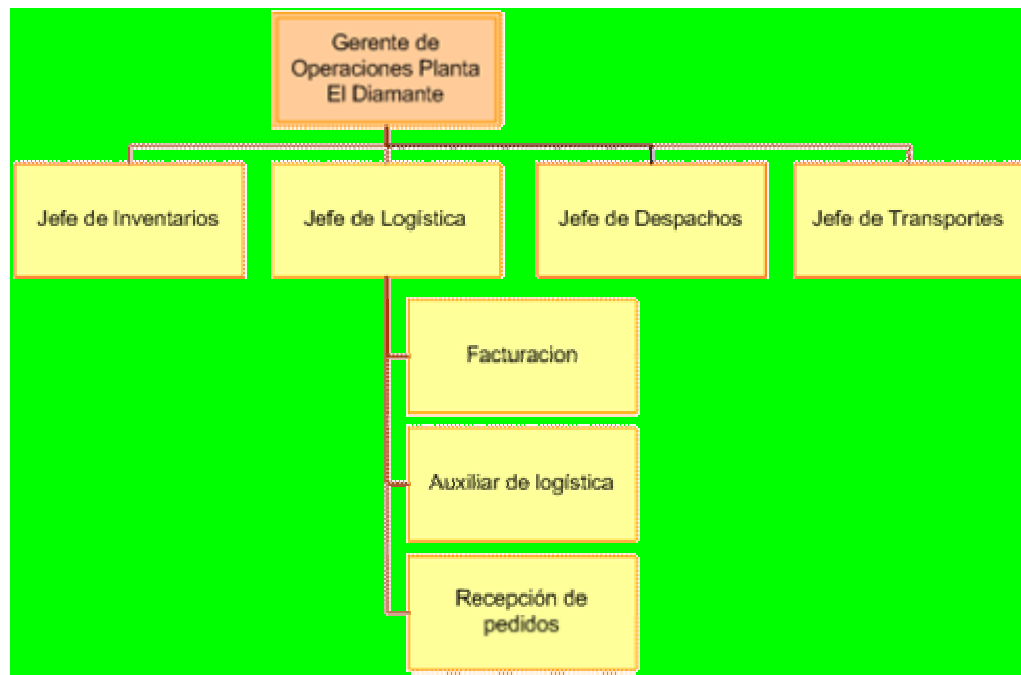 Gerente de
Operaciones Planta
El Diamante
Jefe de Inventarios
Jefe de Logística
Jefe de Despachos
Jefe de Transportes
Facturacion
Auxiliar de logística
Recepción de
pedidos